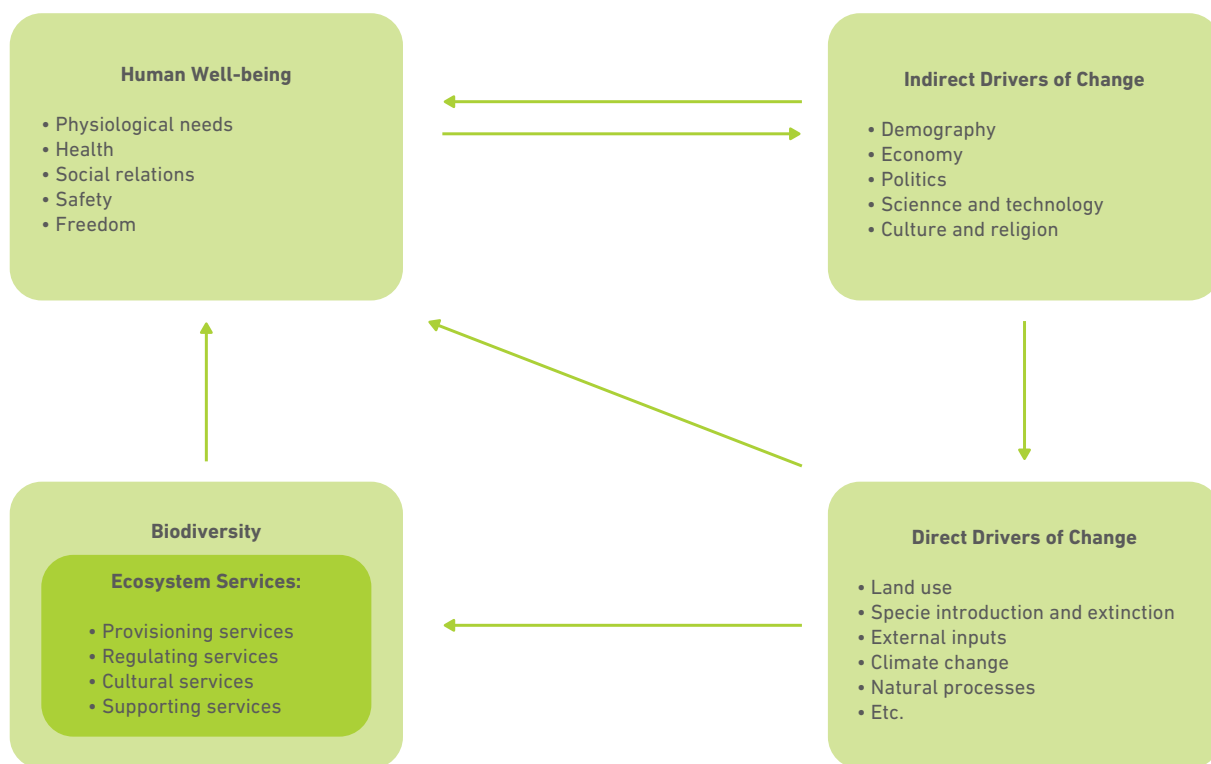 Human Well-being
• Physiological needs
• Health
• Social relations
• Safety
• Freedom
Indirect Drivers of Change
• Demography
• Economy
• Politics
• Sciennce and technology
• Culture and religion
Biodiversity
Ecosystem Services:
• Provisioning services
• Regulating services
• Cultural services
• Supporting services
Direct Drivers of Change
• Land use
• Specie introduction and extinction
• External inputs
• Climate change
• Natural processes
• Etc.